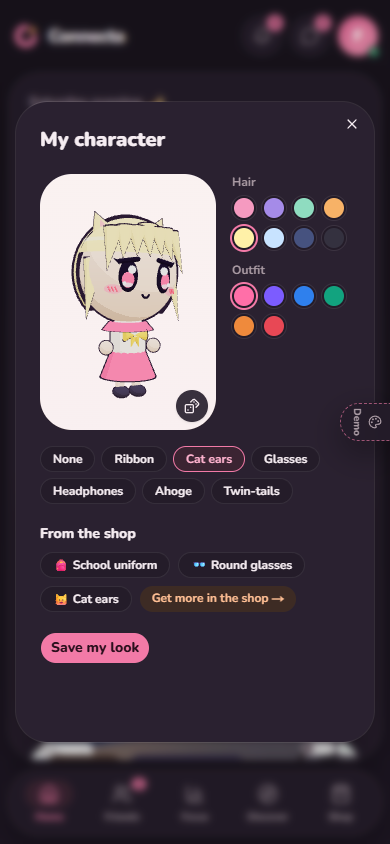 Connecto
My character
Hair
Outfit
Demo
None
Ribbon
Cat ears
Glasses
Headphones
Ahoge
Twin-tails
From the shop
School uniform
Round glasses
Cat ears
Get more in the shop →
Save my look